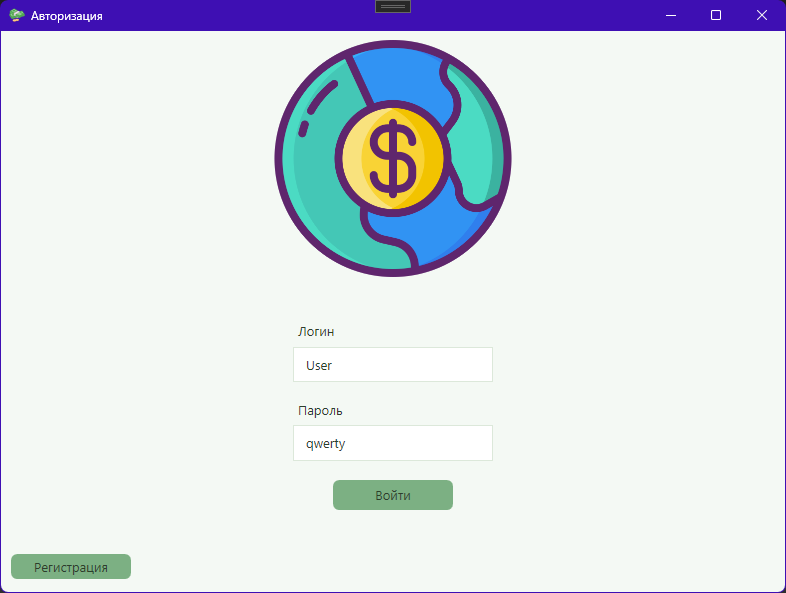 Авторизация
$
Логин
User
Пароль
qwerty
Войти
Регистрация